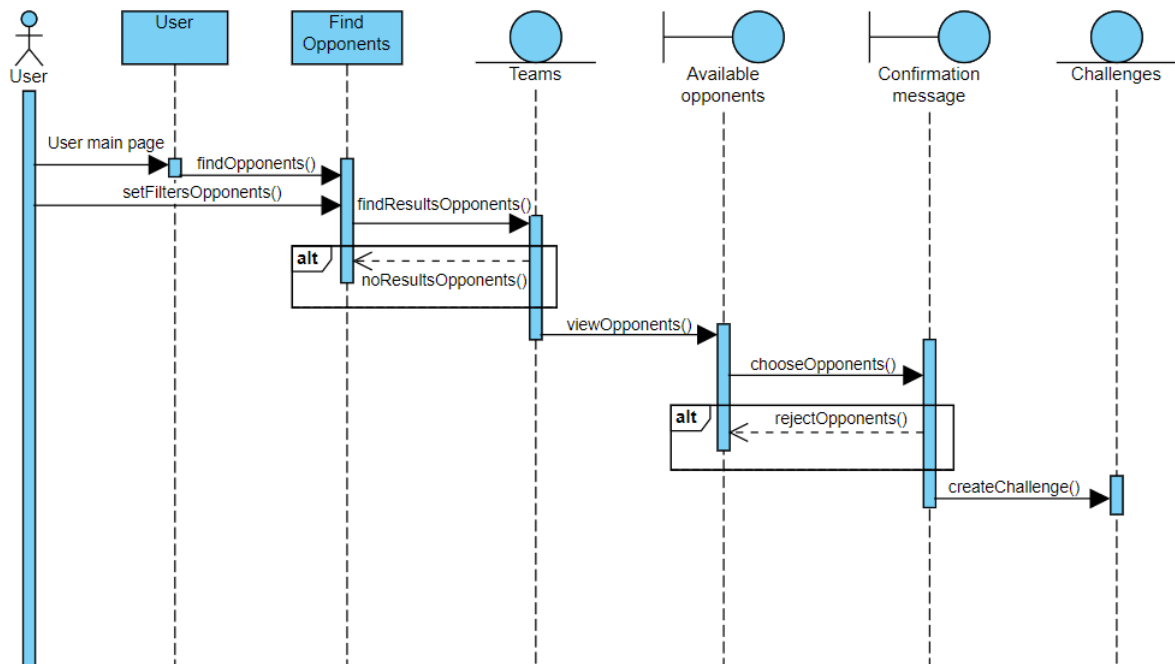 User
User
Find
Opponents
Teams
Available
opponents
Confirmation
message
Challenges
User main page
findOpponents()
setFiltersOpponents()
findResultsOpponents()
alt
noResultsOpponents()
viewOpponents()
chooseOpponents()
alt
rejectOpponents()
createChallenge()